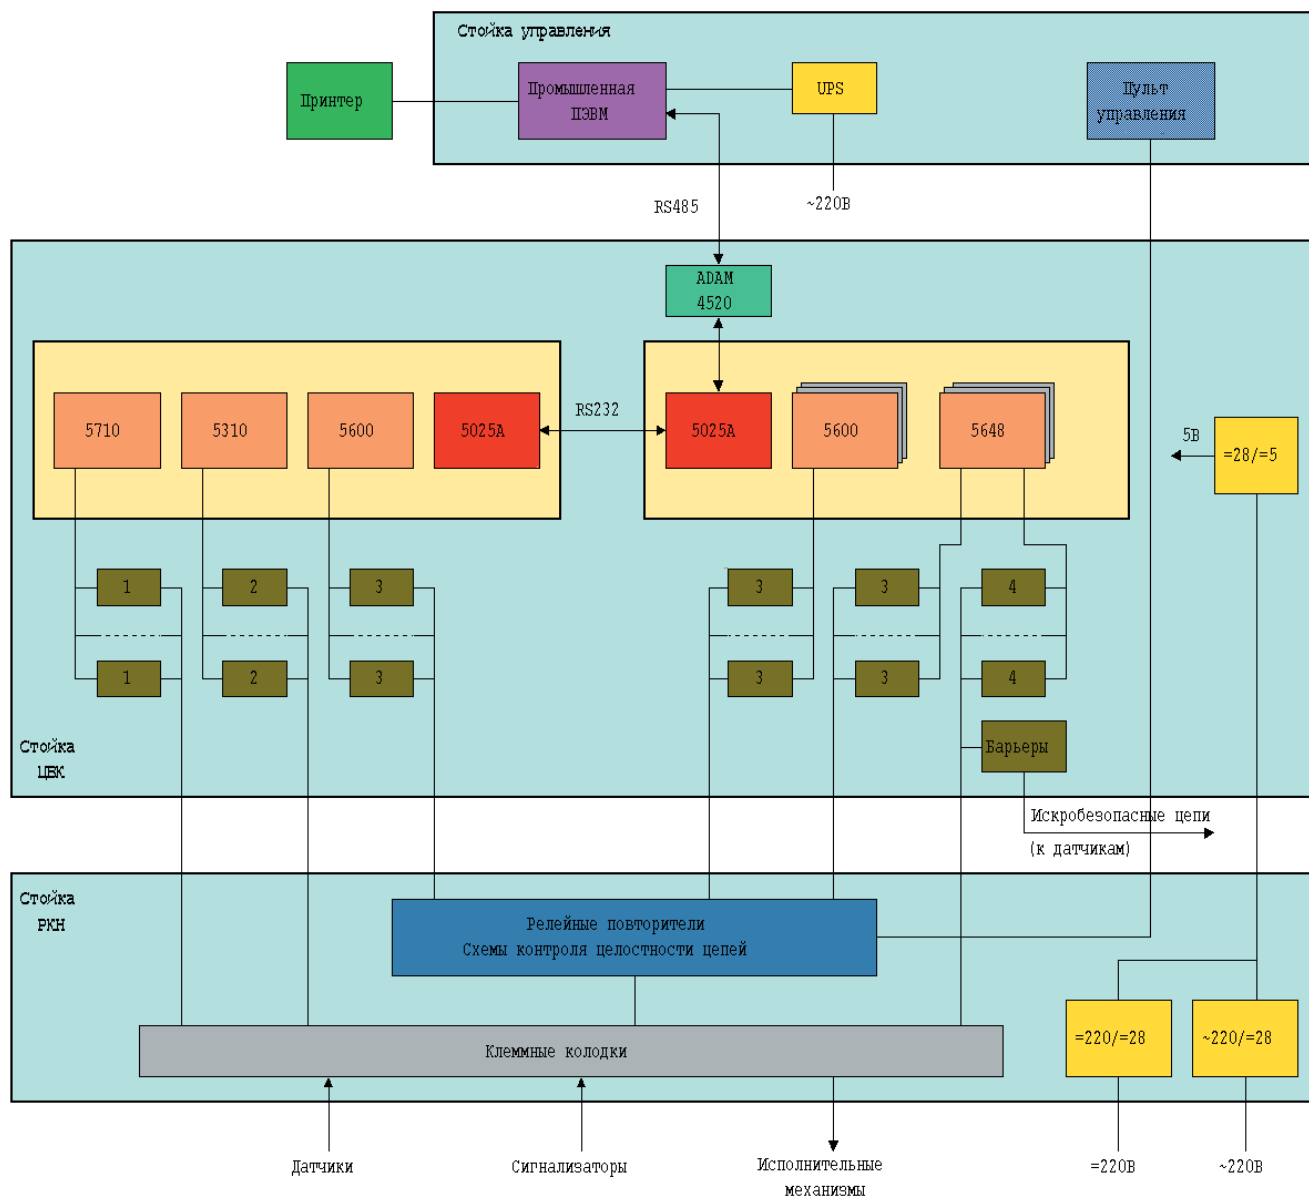 Стойка управления
Принтер
Промышленная
ПЭВМ
UPS
Пульт
управления
RS485
~220В
ADAM
4520
5710
5310
5600
5025A
RS232
5025A
5600
5648
5В
=28/=5
1
2
3
3
3
4
1
2
3
3
3
4
Стойка
ЦВК
Барьеры
Искробезопасные цепи
(к датчикам)
Стойка
РКН
Релейные повторители
Схемы контроля целостности цепей
Клеммные колодки
=220/=28
~220/=28
Датчики
Сигнализаторы
Исполнительные
механизмы
=220В
~220В